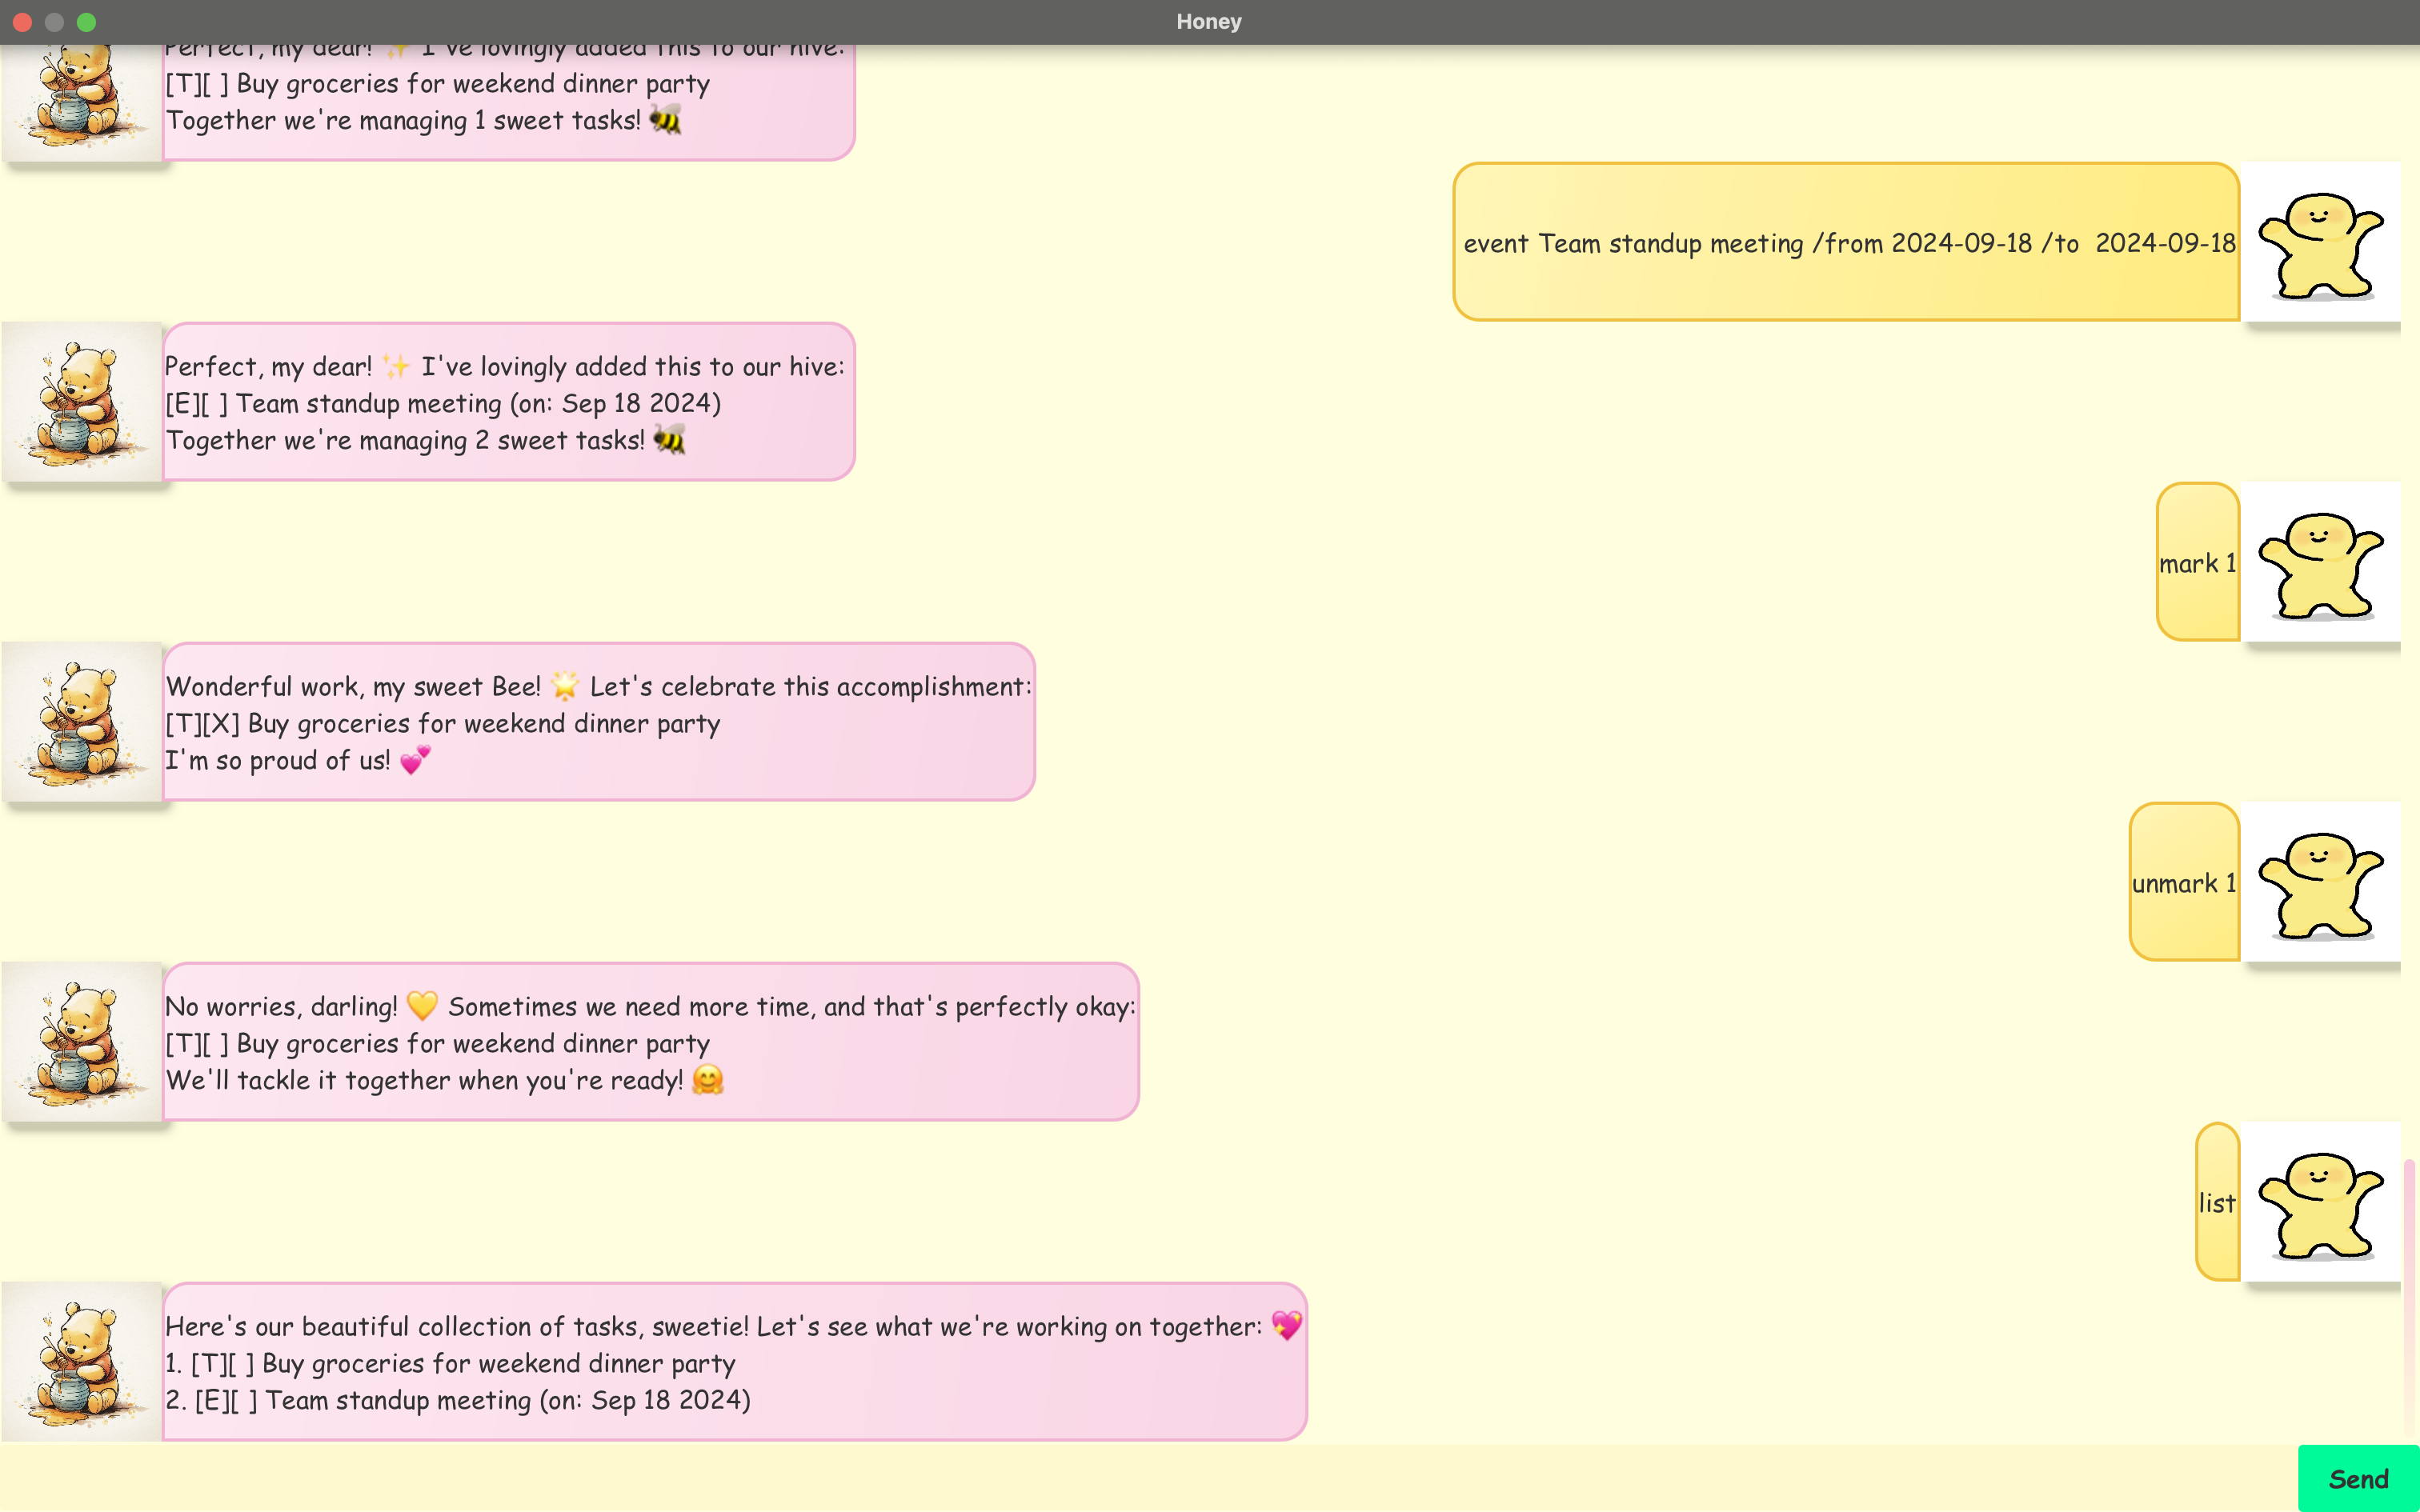 Honey
Perfect, my dear! ✨ I've lovingly added this to our hive:
[T][ ] Buy groceries for weekend dinner party
Together we're managing 1 sweet tasks! 🐝
event Team standup meeting /from 2024-09-18 /to  2024-09-18
Perfect, my dear! ✨ I've lovingly added this to our hive:
[E][ ] Team standup meeting (on: Sep 18 2024)
Together we're managing 2 sweet tasks! 🐝
mark 1
Wonderful work, my sweet Bee! 🌟 Let's celebrate this accomplishment:
[T][X] Buy groceries for weekend dinner party
I'm so proud of us! 💕
unmark 1
No worries, darling! 💛 Sometimes we need more time, and that's perfectly okay:
[T][ ] Buy groceries for weekend dinner party
We'll tackle it together when you're ready! 🤗
list
Here's our beautiful collection of tasks, sweetie! Let's see what we're working on together: 💖
1. [T][ ] Buy groceries for weekend dinner party
2. [E][ ] Team standup meeting (on: Sep 18 2024)
Send